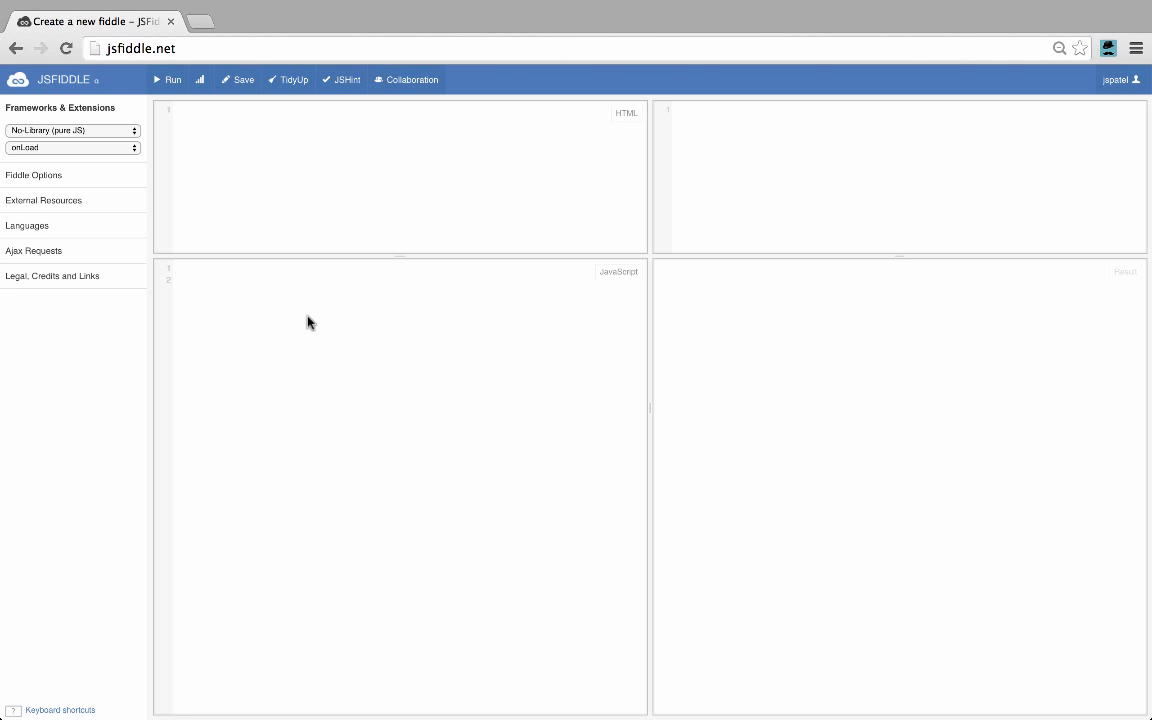 Create a new fiddle – JSFid
jsfiddle.net
JSFIDDLE α
Run
Save
TidyUp
JSHint
Collaboration
jspatel
Frameworks & Extensions
No-Library (pure JS)
onLoad
Fiddle Options
External Resources
Languages
Ajax Requests
Legal, Credits and Links
1
HTML
1
1
2
JavaScript
Result
? Keyboard shortcuts